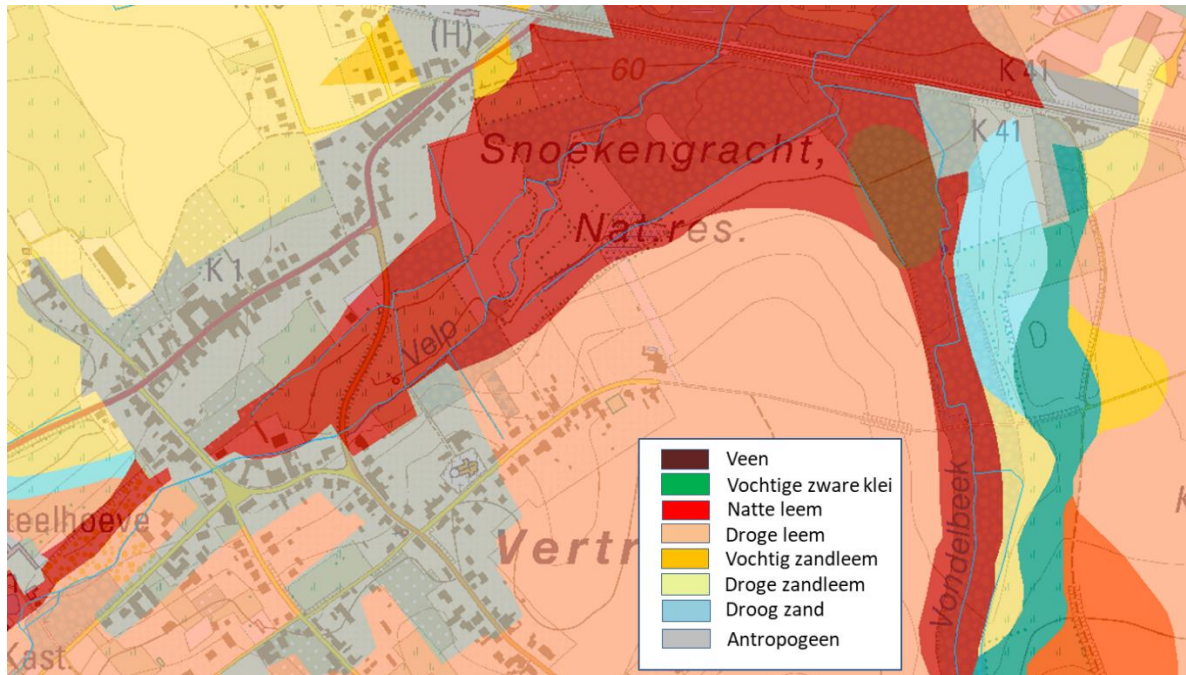 (H)
60
K 41
K 41
Snoekengracht,
Nat. res.
K 1
Velp
teelhoeve
Vertr
Vondelbeek
K
Kast.
Veen
Vochtige zware klei
Natte leem
Droge leem
Vochtig zandleem
Droge zandleem
Droog zand
Antropogeen